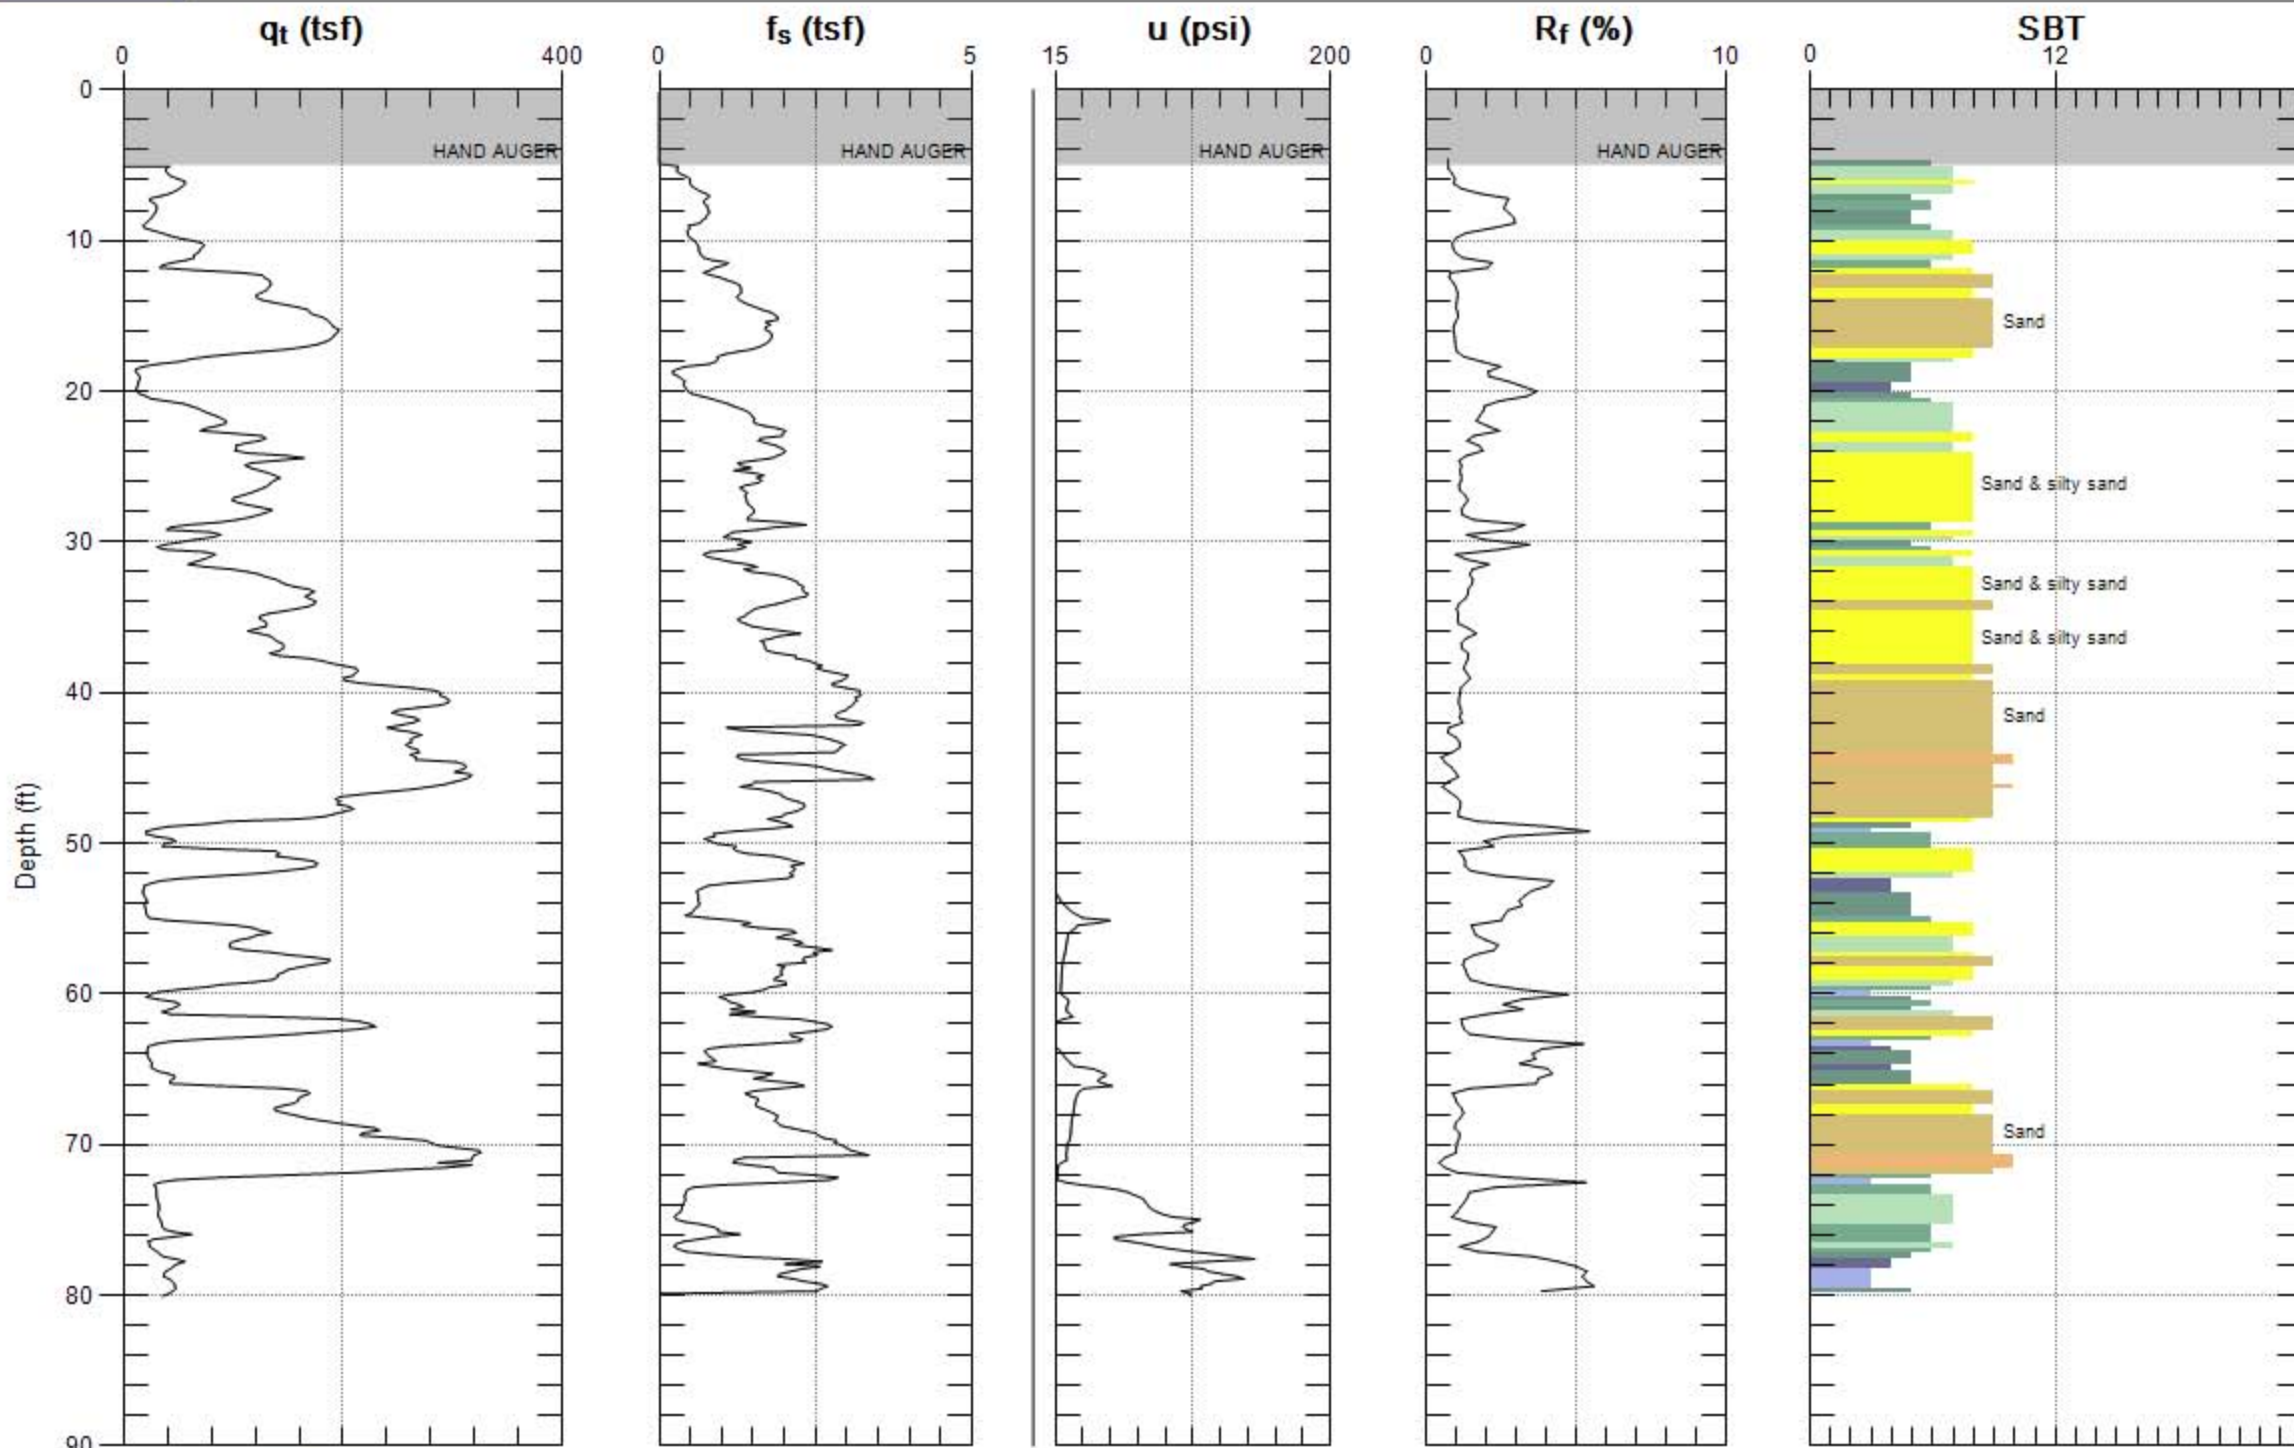 qt (tsf) fs (tsf) u (psi) Rf (%) SBT
0 400 0 5 15 200 0 10 0 12
0
HAND AUGER HAND AUGER HAND AUGER HAND AUGER
10
Sand
20
Sand & silty sand
30
Sand & silty sand
Sand & silty sand
40
Sand
50
Depth (ft)
60
70
Sand
80
90